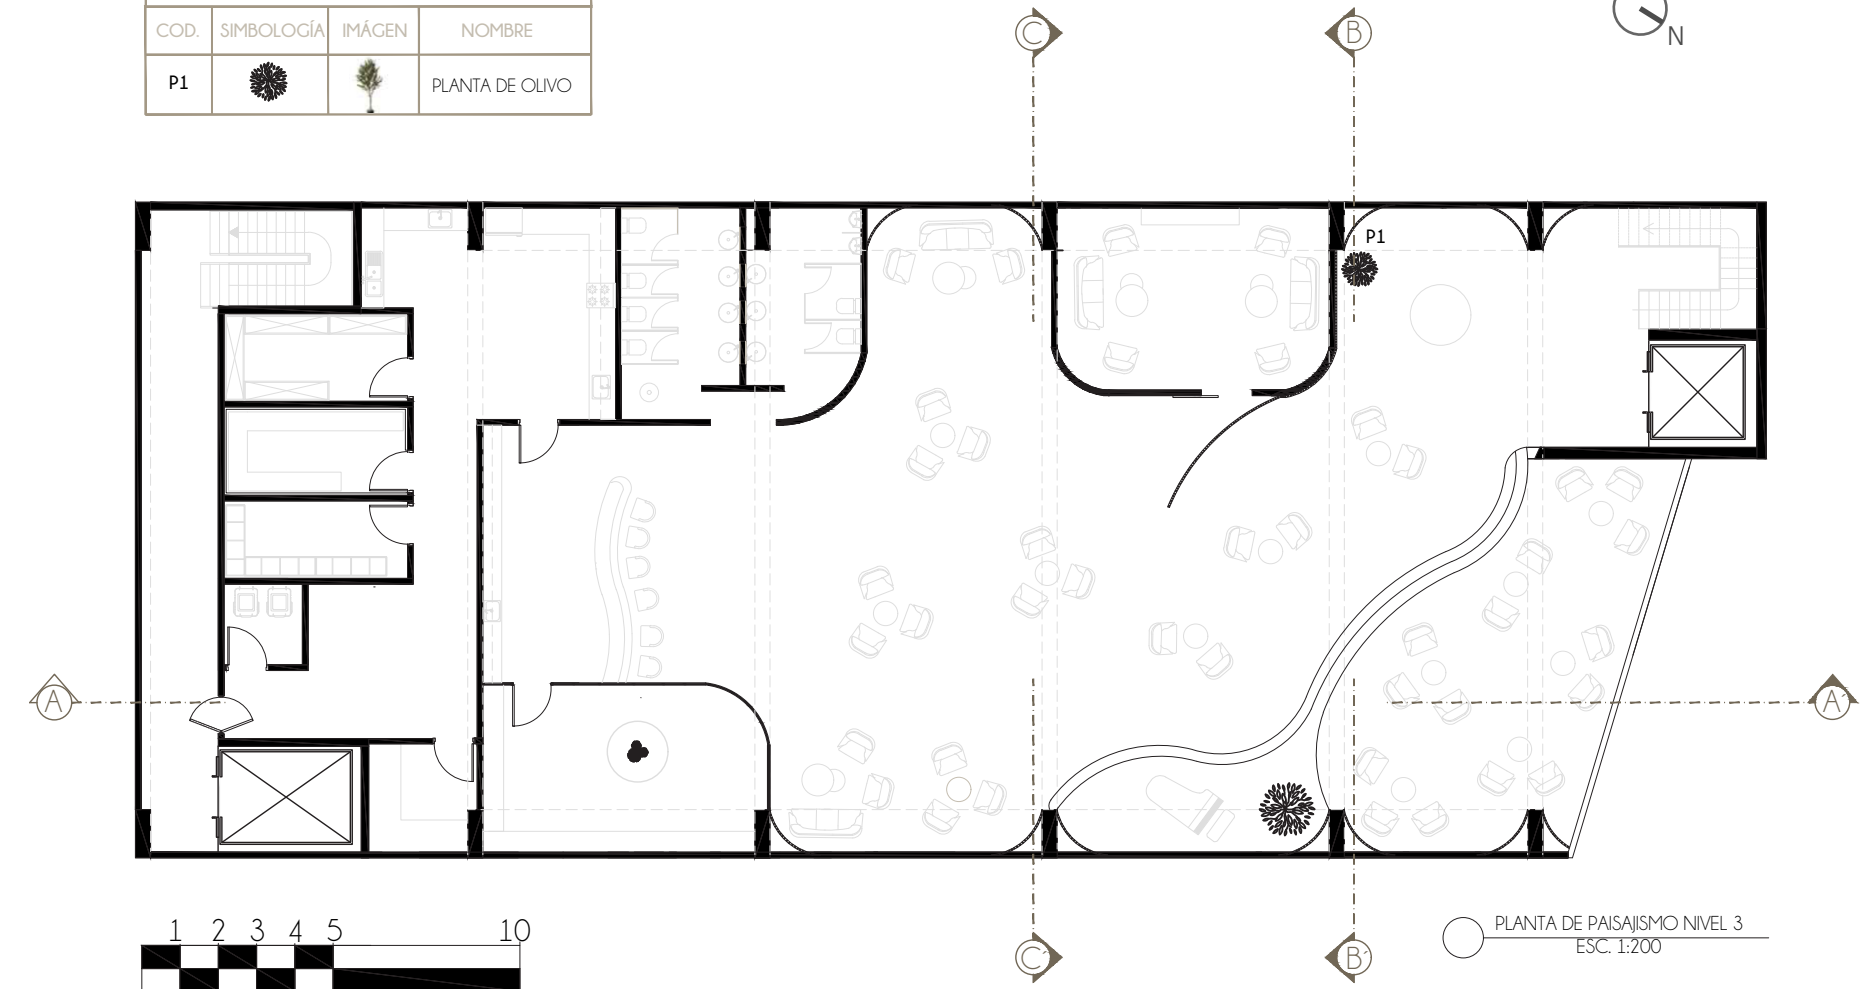 COD. SIMBOLOGÍA IMÁGEN NOMBRE
P1 PLANTA DE OLIVO
C B
N
P1
A A´
1 2 3 4 5 10
PLANTA DE PAISAJISMO NIVEL 3
ESC. 1:200
C´ B´